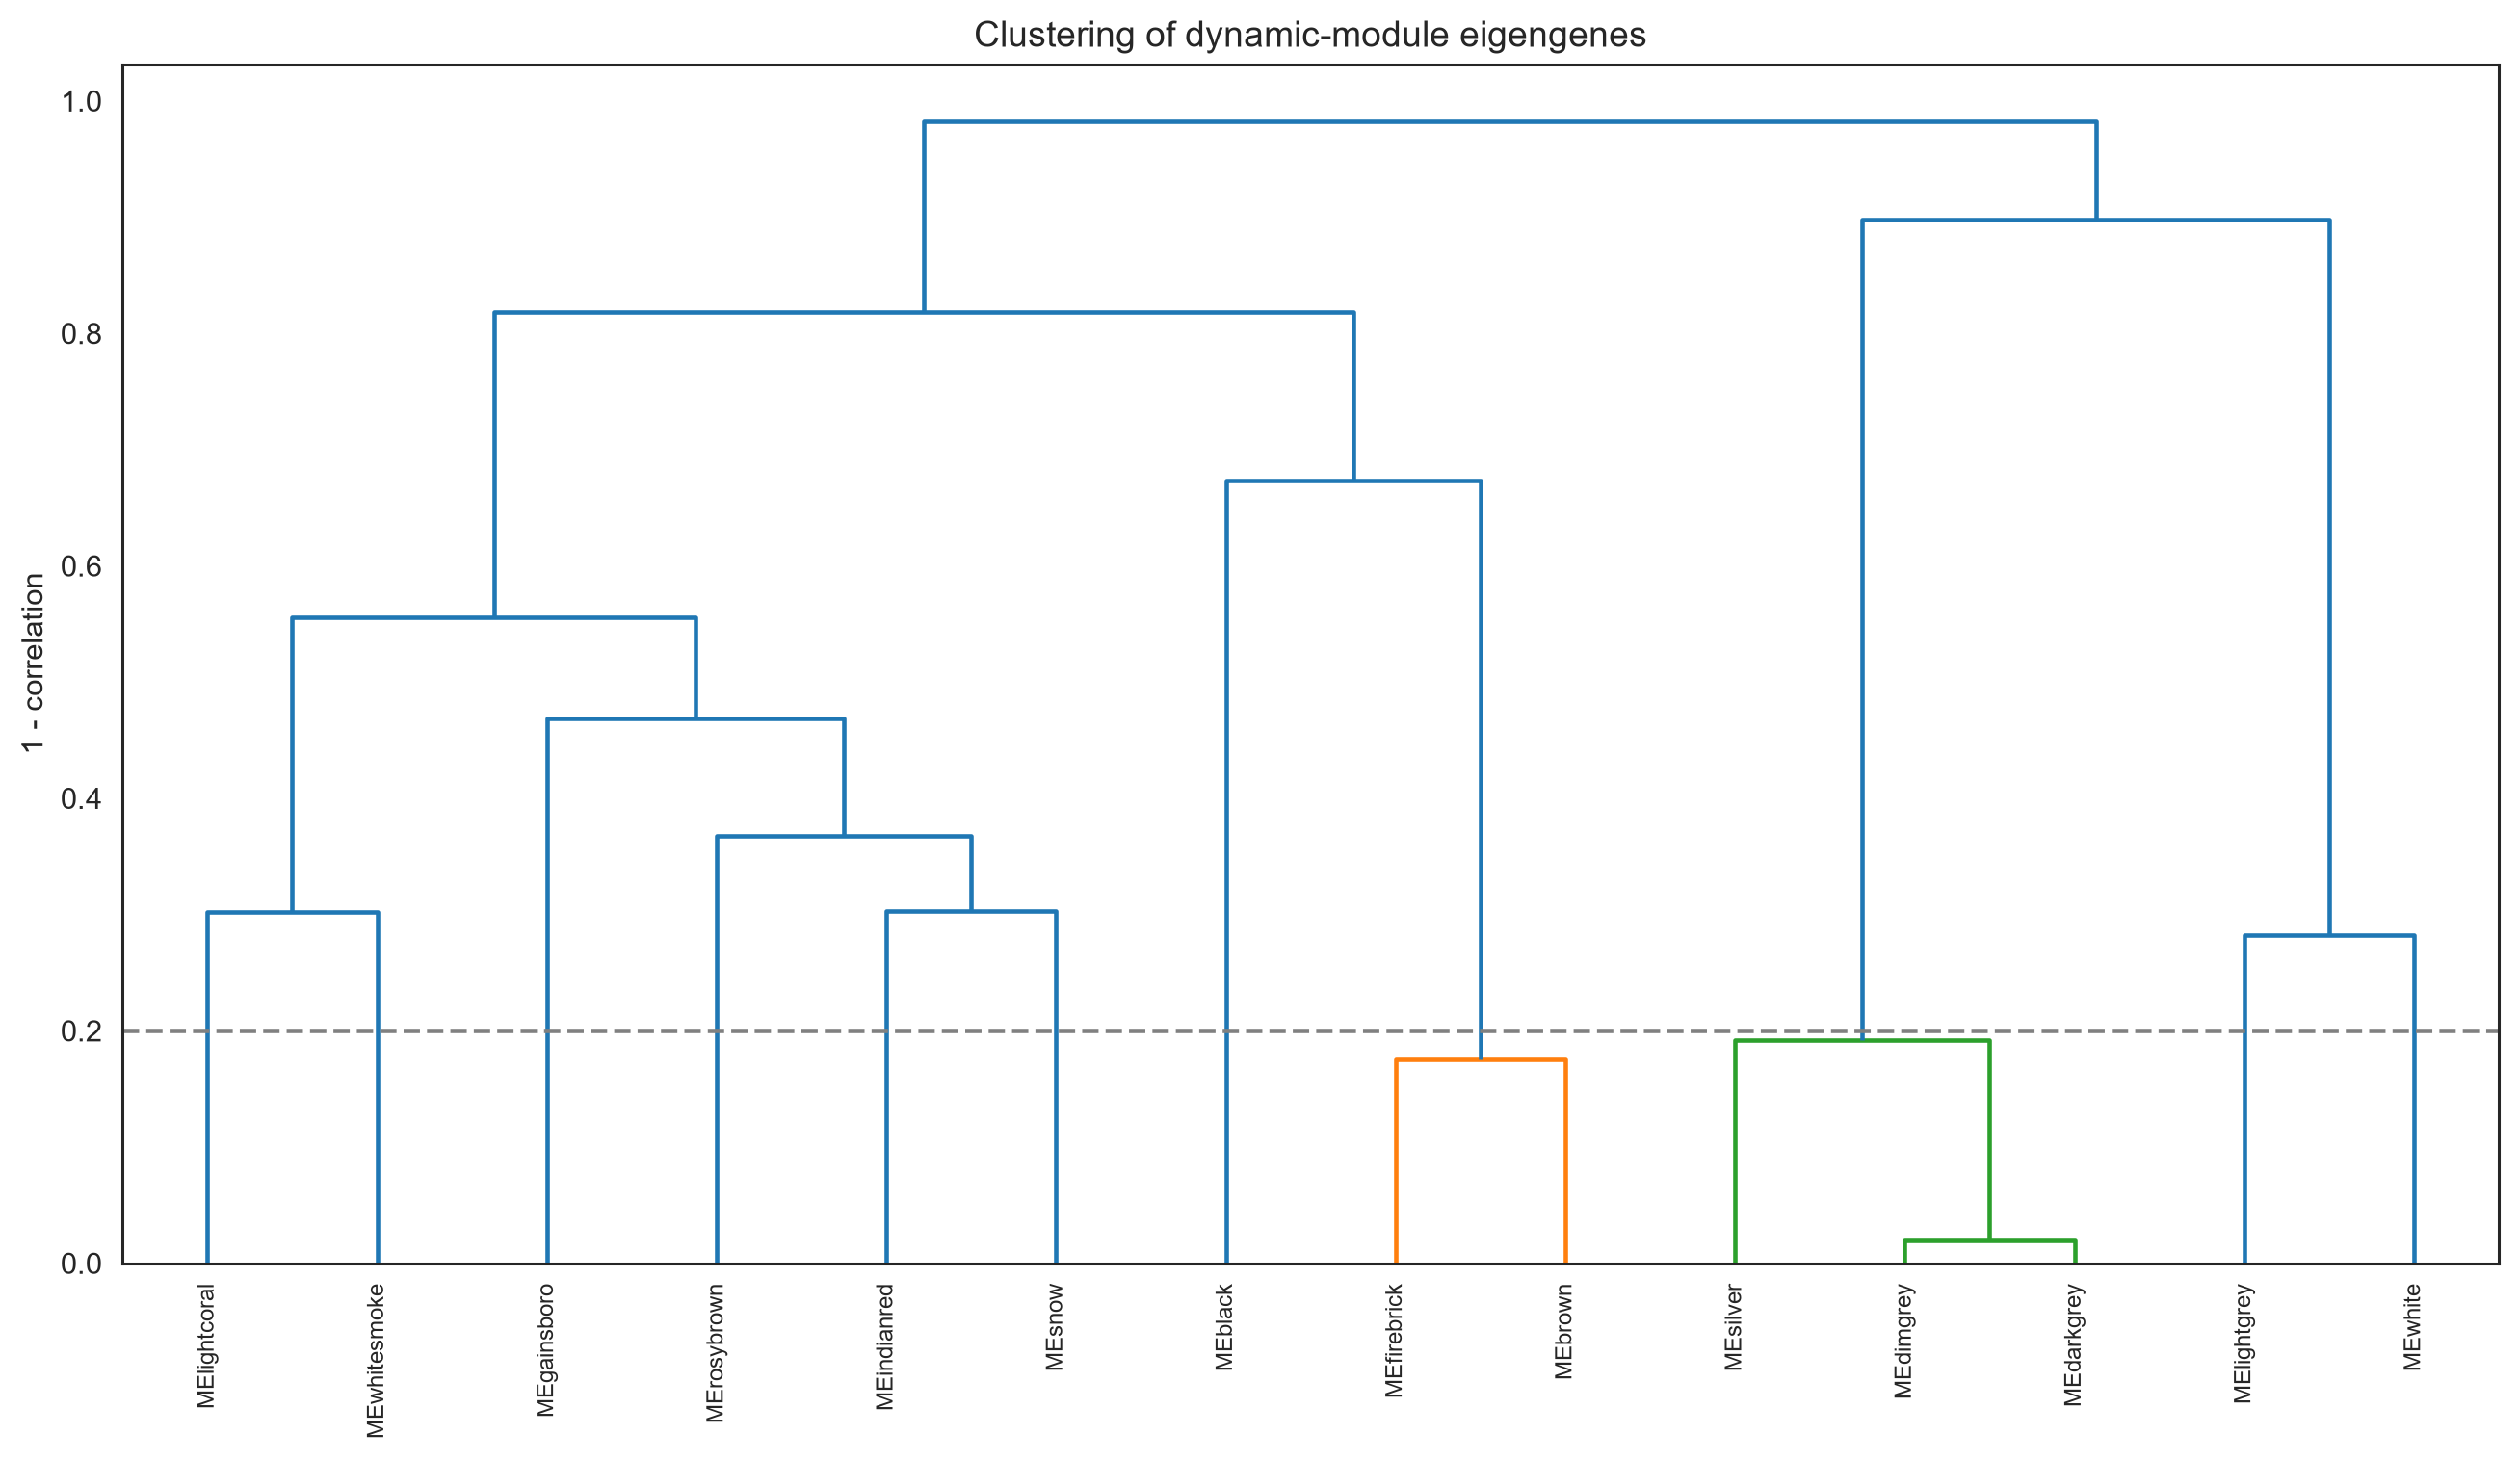 Clustering of dynamic-module eigengenes
1 - correlation
1.0
0.8
0.6
0.4
0.2
0.0
MElightcoral
MEwhitesmoke
MEgainsboro
MErosybrown
MEindianred
MEsnow
MEblack
MEfirebrick
MEbrown
MEsilver
MEdimgrey
MEdarkgrey
MElightgrey
MEwhite